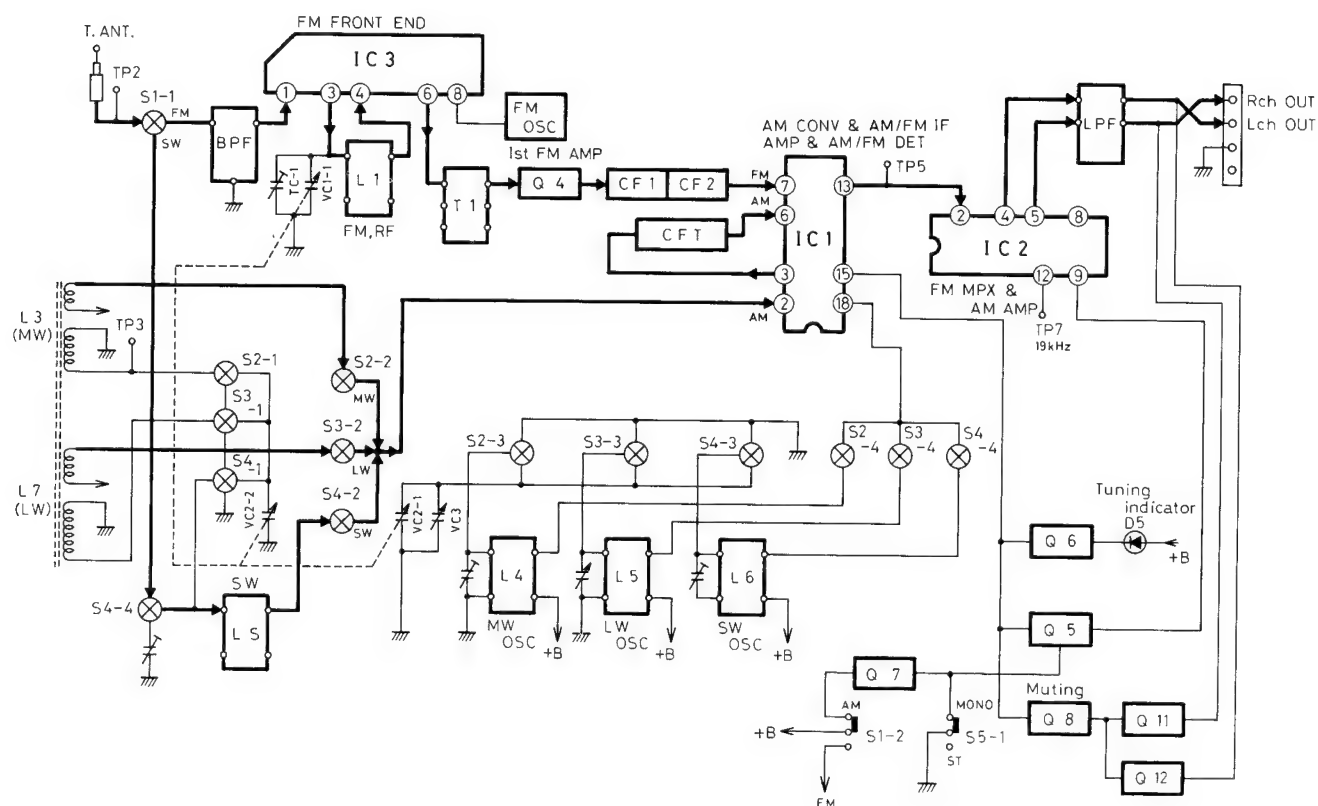 FM FRONT END
T. ANT.
TP2
IC3
1
3
4
6
8
S1-1
FM
SW
BPF
FM
OSC
TC-1
VC1-1
L1
FM, RF
T1
1st FM AMP
Q4
CF1
CF2
CFT
AM CONV & AM/FM IF
AMP & AM/FM DET
FM
7
AM
6
3
2
AM
IC1
13
15
18
TP5
LPF
Rch OUT
Lch OUT
2
4
5
8
IC2
12
9
FM MPX &
AM AMP
TP7
19kHz
L3
(MW)
TP3
S2-1
S3
-1
S4
-1
VC2-2
S2-2
MW
S3-2
LW
S4-2
SW
L7
(LW)
S4-4
SW
LS
S2-3
S3-3
S4-3
S2
-4
S3
-4
S4
-4
VC2-1
VC3
L4
MW
OSC
+B
L5
LW
OSC
+B
L6
SW
OSC
+B
Tuning
indicator
D5
Q6
+B
Q5
Q7
AM
MONO
+B
S1-2
S5-1
ST
FM
Muting
Q8
Q11
Q12